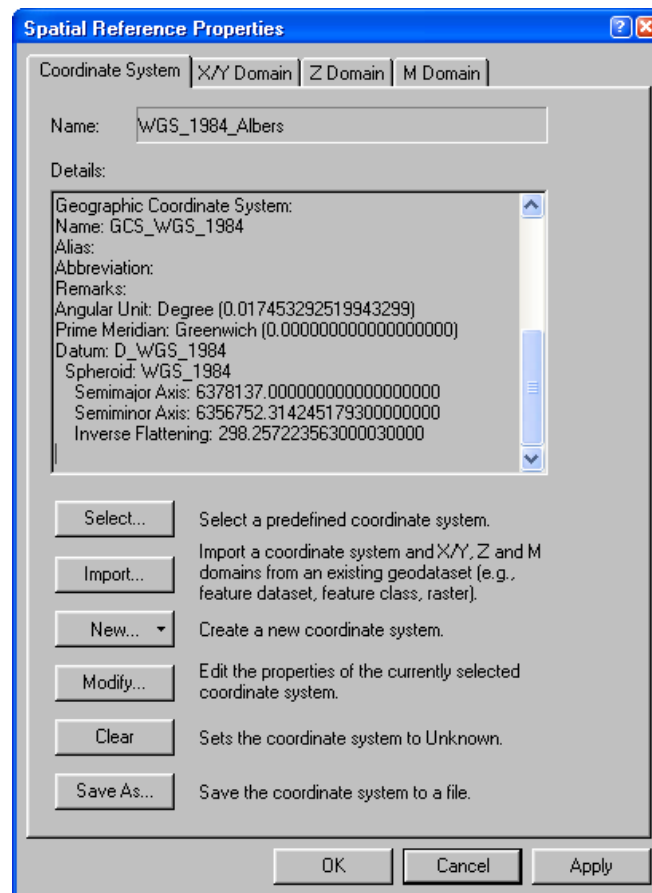 Spatial Reference Properties
Coordinate System X/Y Domain Z Domain M Domain
Name: WGS_1984_Albers
Details:
Geographic Coordinate System:
Name: GCS_WGS_1984
Alias:
Abbreviation:
Remarks:
Angular Unit: Degree (0.017453292519943299)
Prime Meridian: Greenwich (0.000000000000000000)
Datum: D_WGS_1984
Spheroid: WGS_1984
Semimajor Axis: 6378137.000000000000000000
Semiminor Axis: 6356752.314245179300000000
Inverse Flattening: 298.257223563000030000
Select... Select a predefined coordinate system.
Import... Import a coordinate system and X/Y, Z and M
domains from an existing geodataset (e.g.,
feature dataset, feature class, raster).
New... Create a new coordinate system.
Modify... Edit the properties of the currently selected
coordinate system.
Clear Sets the coordinate system to Unknown.
Save As... Save the coordinate system to a file.
OK Cancel Apply